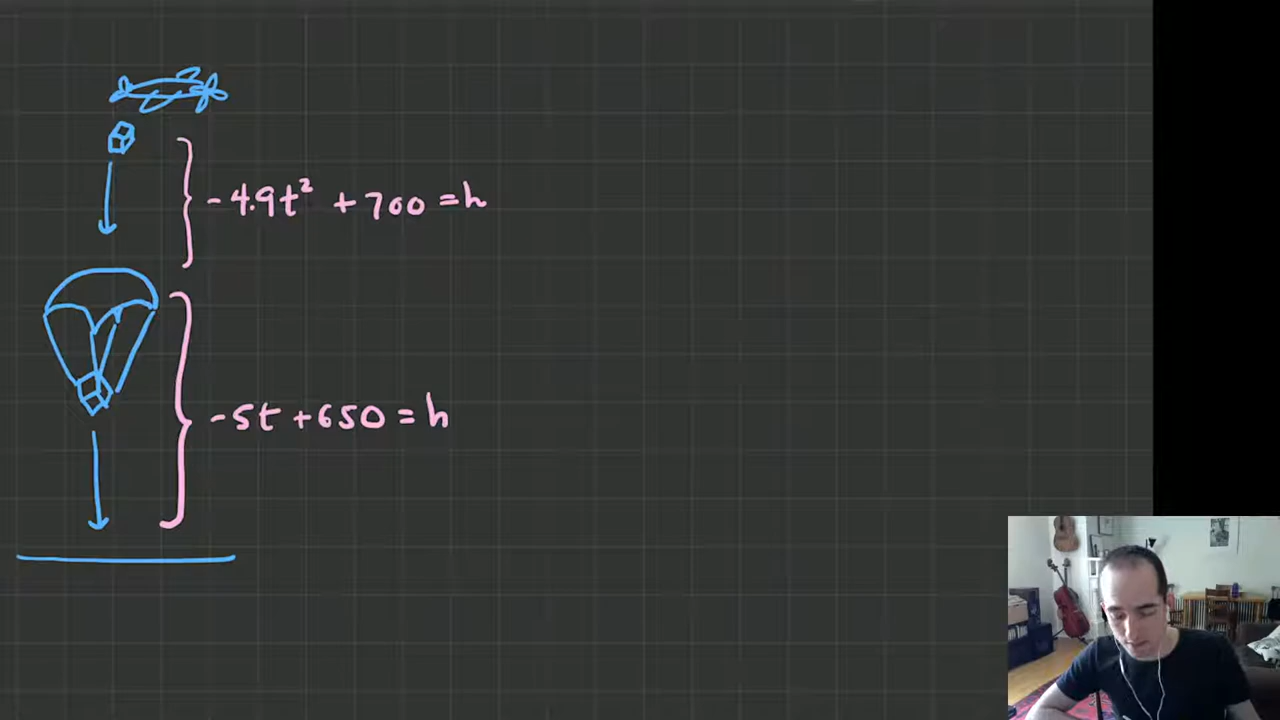 -4.9t² +700 =h
-5t +650 = h